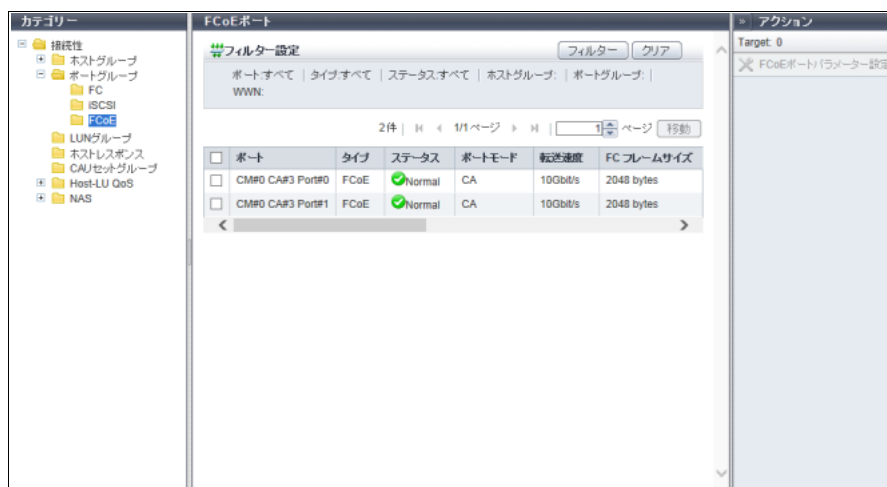 カテゴリー
接続性
ホストグループ
ポートグループ
FC
iSCSI
FCoE
LUNグループ
ホストレスポンス
CAリセットグループ
Host-LU QoS
NAS
FCoEポート
フィルター設定
フィルター クリア
ポート:すべて | タイプ:すべて | ステータス:すべて | ホストグループ: | ポートグループ: |
WWN:
2件 | 1/1 ページ | 1 ページ 移動
ポート タイプ ステータス ポートモード 転送速度 FC フレームサイズ
CM#0 CA#3 Port#0 FCoE Normal CA 10Gbit/s 2048 bytes
CM#0 CA#3 Port#1 FCoE Normal CA 10Gbit/s 2048 bytes
» アクション
Target: 0
FCoEポートパラメーター設定